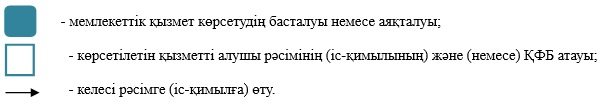 - мемлекеттік қызмет көрсетудің басталуы немесе аяқталуы;
- көрсетілетін қызметті алушы рәсімінің (іс-қимылының) және (немесе) ҚФБ атауы;
- келесі рәсімге (іс-қимылға) өту.